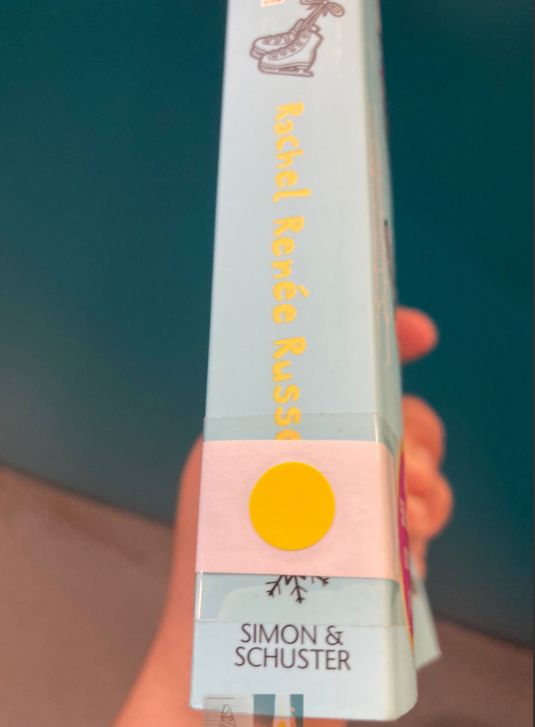 Rachel Renée Russe
SIMON &
SCHUSTER